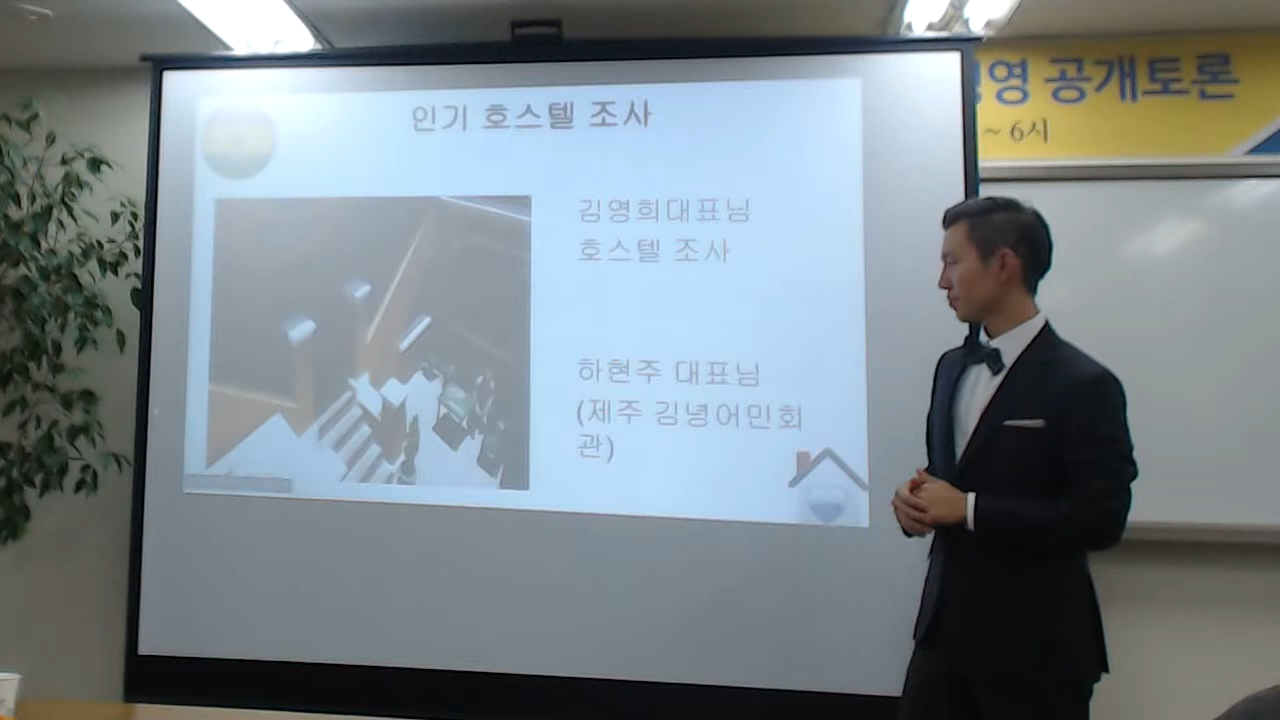 인기 호스텔 조사
김영희대표님
호스텔 조사
하현주 대표님
(제주 김녕어민회
관)
영 공개토론
~ 6시